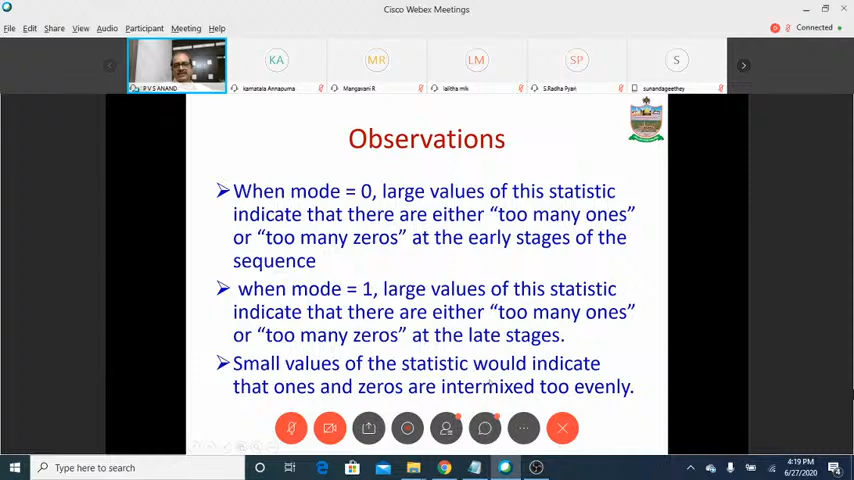 Cisco Webex Meetings
File Edit Share View Audio Participant Meeting Help
Connected
KA
MR
LM
SP
S
P V S ANAND
kamatala Annapurna
Mangavani R
lalitha mlk
S.Radha Pyari
sunandageethey
Observations
When mode = 0, large values of this statistic
indicate that there are either “too many ones”
or “too many zeros” at the early stages of the
sequence
when mode = 1, large values of this statistic
indicate that there are either “too many ones”
or “too many zeros” at the late stages.
Small values of the statistic would indicate
that ones and zeros are intermixed too evenly.
Type here to search
4:19 PM
6/27/2020
4